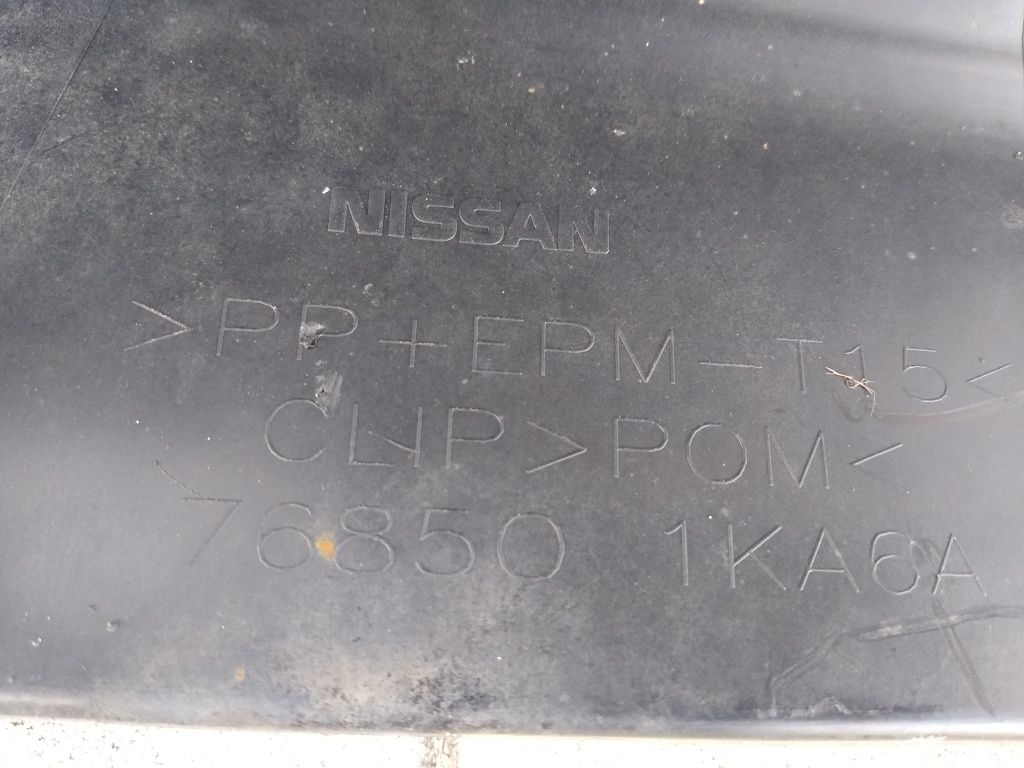 NISSAN
>PP+EPM-T15<
CLIP>POM<
76850 1KA6A